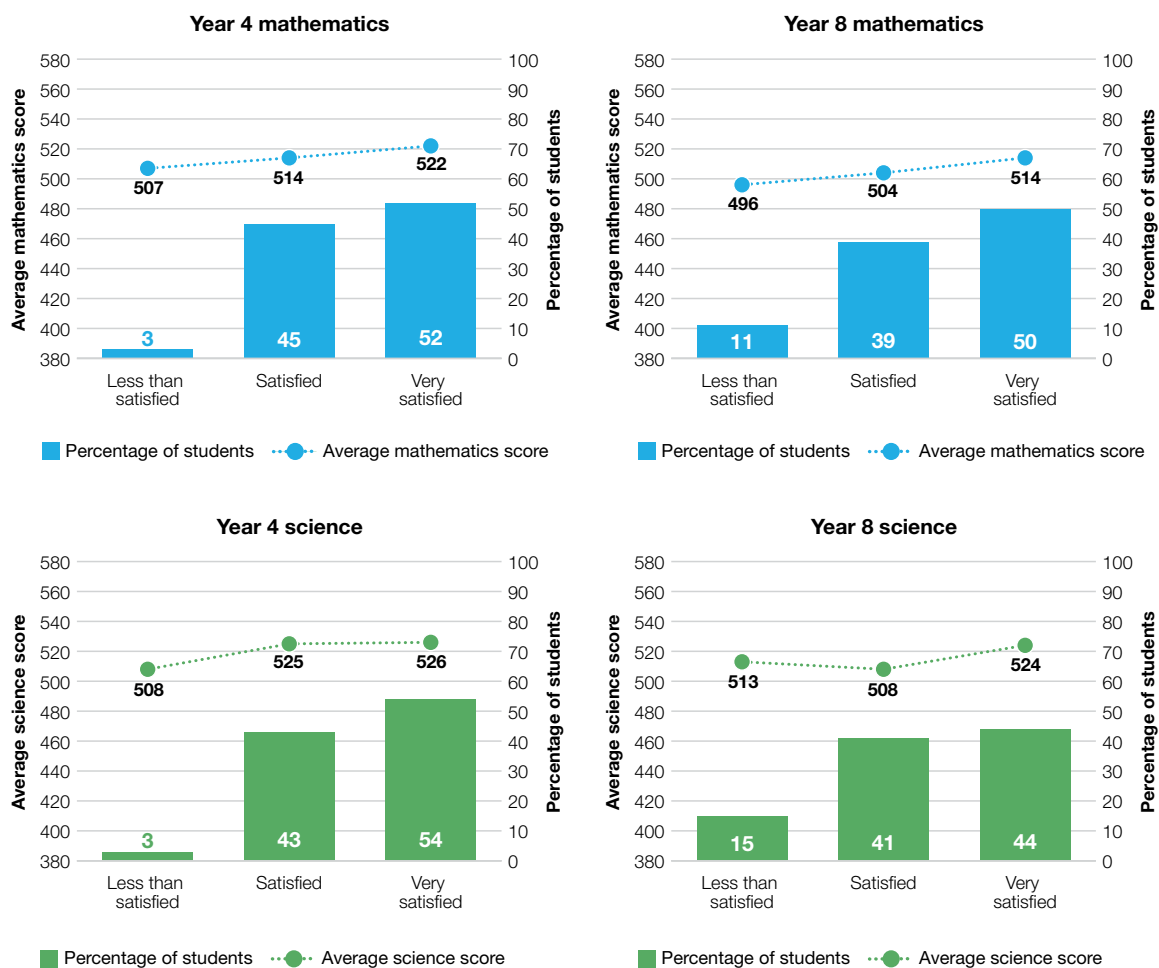 Year 4 mathematics
Average mathematics score
Percentage of students
580
560
540
520
500
480
460
440
420
400
380
100
90
80
70
60
50
40
30
20
10
0
507
514
522
3
45
52
Less than
satisfied
Satisfied
Very
satisfied
Percentage of students
Average mathematics score
Year 8 mathematics
Average mathematics score
Percentage of students
580
560
540
520
500
480
460
440
420
400
380
100
90
80
70
60
50
40
30
20
10
0
496
504
514
11
39
50
Less than
satisfied
Satisfied
Very
satisfied
Percentage of students
Average mathematics score
Year 4 science
Average science score
Percentage of students
580
560
540
520
500
480
460
440
420
400
380
100
90
80
70
60
50
40
30
20
10
0
508
525
526
3
43
54
Less than
satisfied
Satisfied
Very
satisfied
Percentage of students
Average science score
Year 8 science
Average science score
Percentage of students
580
560
540
520
500
480
460
440
420
400
380
100
90
80
70
60
50
40
30
20
10
0
513
508
524
15
41
44
Less than
satisfied
Satisfied
Very
satisfied
Percentage of students
Average science score